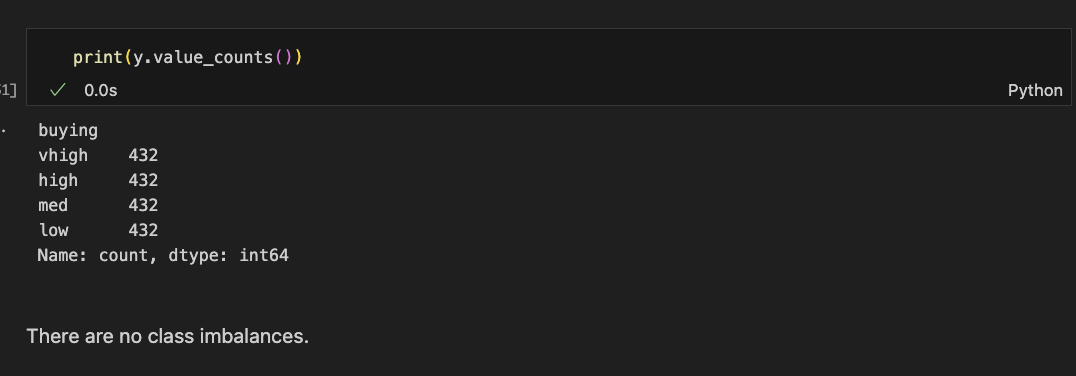 print(y.value_counts())
0.0s
Python
buying
vhigh    432
high     432
med      432
low      432
Name: count, dtype: int64
There are no class imbalances.